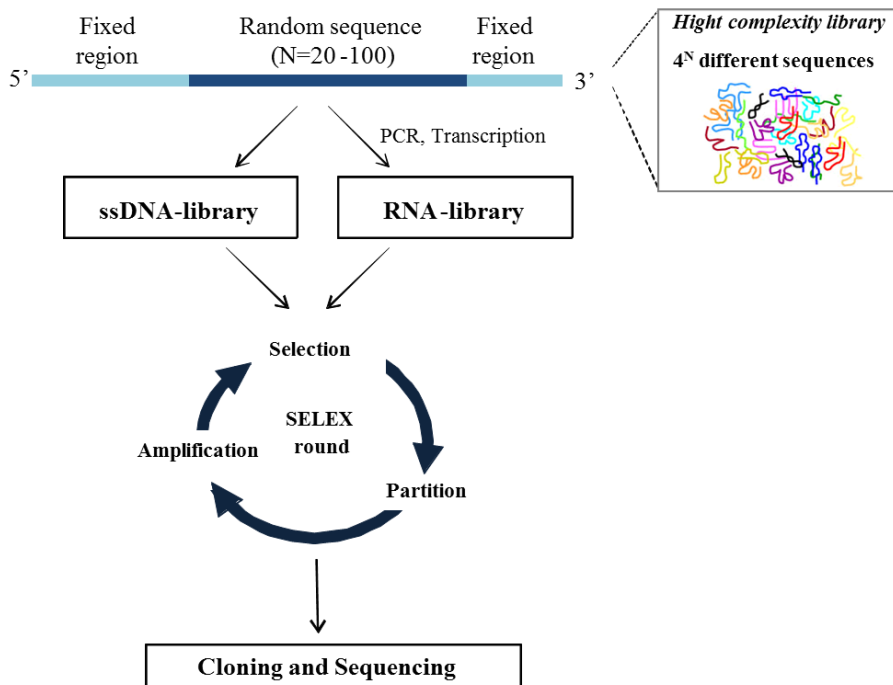 Fixed
region
Random sequence
(N=20 -100)
Fixed
region
5’
3’
Hight complexity library
4ᴺ different sequences
PCR, Transcription
ssDNA-library
RNA-library
Selection
SELEX
round
Amplification
Partition
Cloning and Sequencing